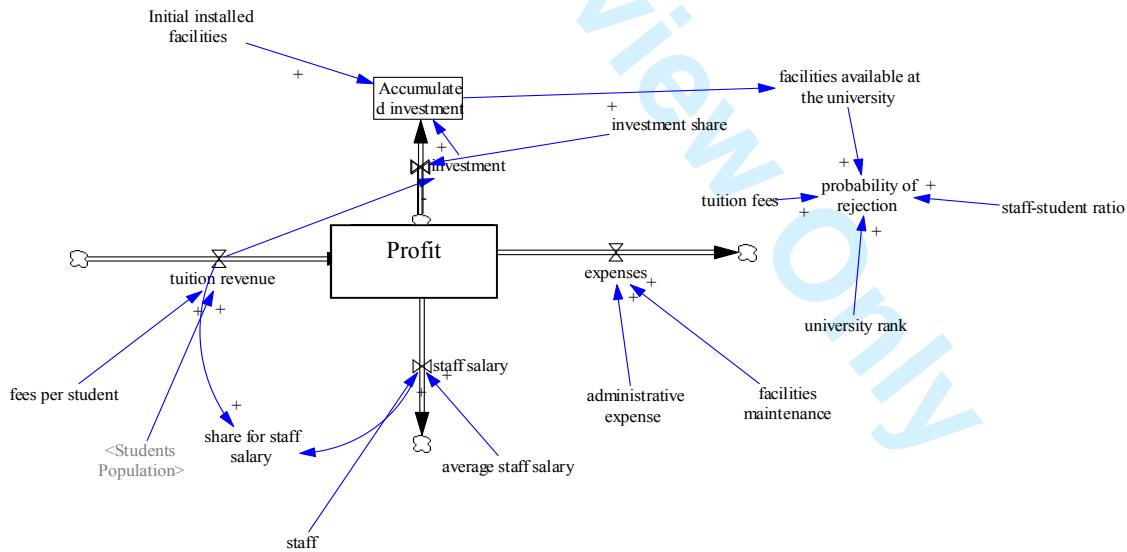 Initial installed
facilities
+
Accumulate
d investment
facilities available at
the university
+
investment share
+
investment
+
probability of
rejection
+
+
tuition fees
+
+
staff-student ratio
Profit
tuition revenue
expenses
+
+
+
+
university rank
fees per student
staff salary
+
+
administrative
expense
facilities
maintenance
+
share for staff
salary
<Students
Population>
average staff salary
staff
view Only